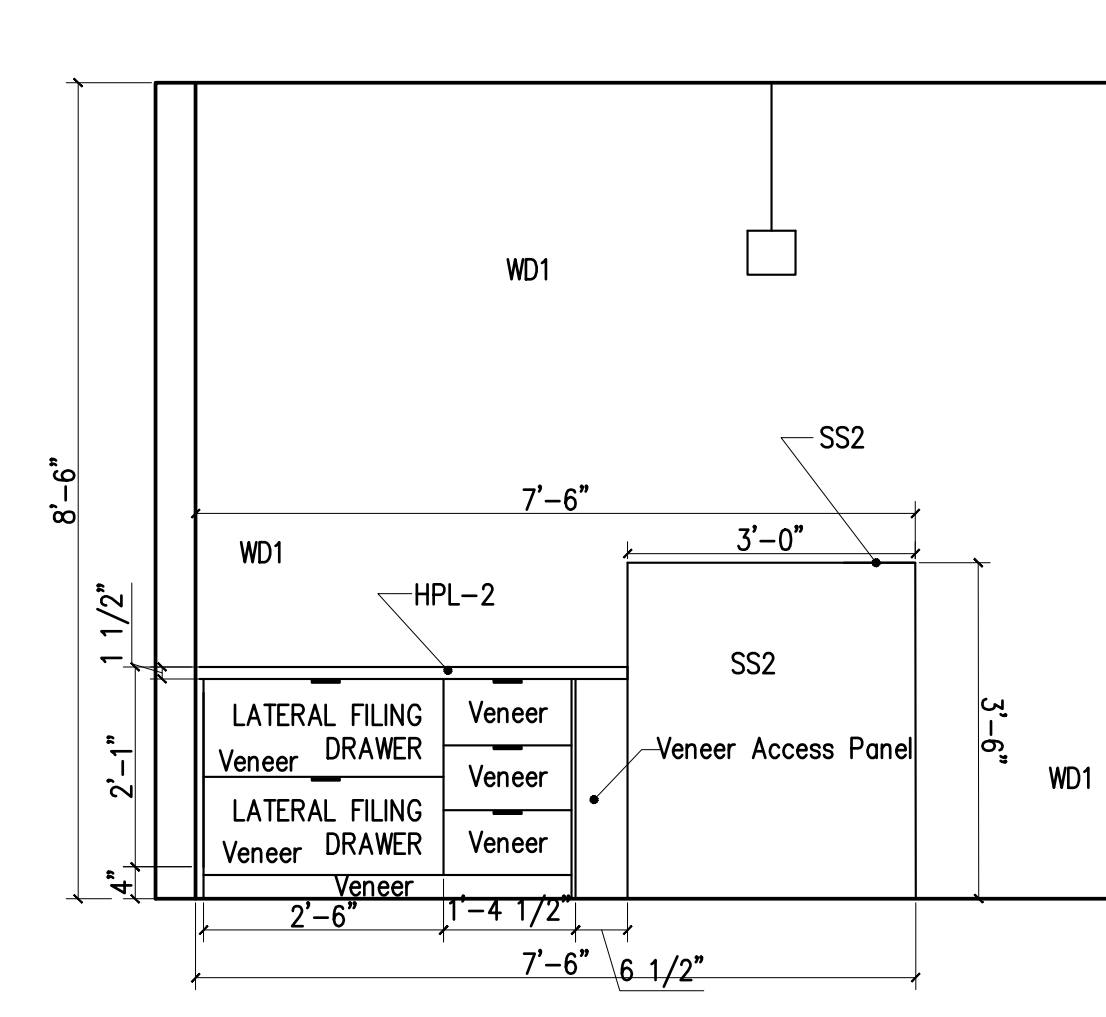 WD1
SS2
8'-6"
7'-6"
3'-0"
WD1
HPL-2
1 1/2"
SS2
LATERAL FILING
DRAWER
Veneer
Veneer
Veneer Access Panel
3'-6"
2'-1"
Veneer
WD1
LATERAL FILING
DRAWER
Veneer
Veneer
4"
Veneer
2'-6"
1'-4 1/2"
7'-6"
6 1/2"